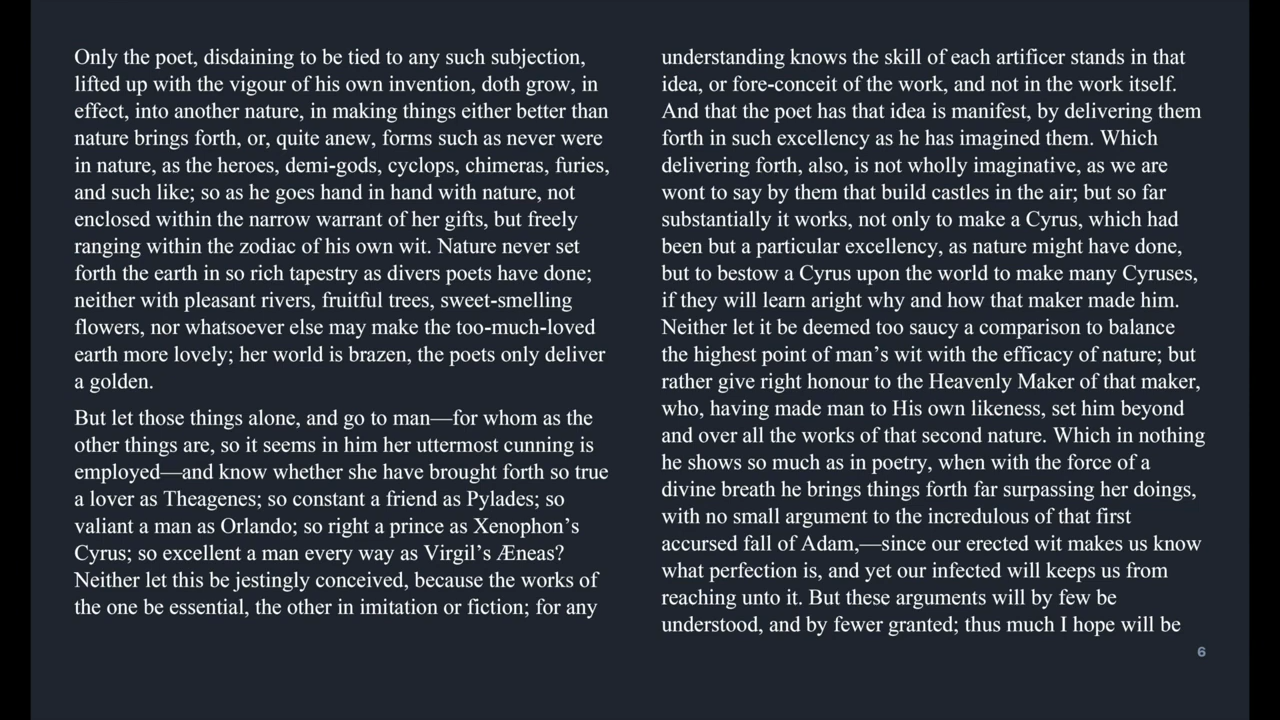 Only the poet, disdaining to be tied to any such subjection,
lifted up with the vigour of his own invention, doth grow, in
effect, into another nature, in making things either better than
nature brings forth, or, quite anew, forms such as never were
in nature, as the heroes, demi-gods, cyclops, chimeras, furies,
and such like; so as he goes hand in hand with nature, not
enclosed within the narrow warrant of her gifts, but freely
ranging within the zodiac of his own wit. Nature never set
forth the earth in so rich tapestry as divers poets have done;
neither with pleasant rivers, fruitful trees, sweet-smelling
flowers, nor whatsoever else may make the too-much-loved
earth more lovely; her world is brazen, the poets only deliver
a golden.
But let those things alone, and go to man—for whom as the
other things are, so it seems in him her uttermost cunning is
employed—and know whether she have brought forth so true
a lover as Theagenes; so constant a friend as Pylades; so
valiant a man as Orlando; so right a prince as Xenophon’s
Cyrus; so excellent a man every way as Virgil’s Æneas?
Neither let this be jestingly conceived, because the works of
the one be essential, the other in imitation or fiction; for any
understanding knows the skill of each artificer stands in that
idea, or fore-conceit of the work, and not in the work itself.
And that the poet has that idea is manifest, by delivering them
forth in such excellency as he has imagined them. Which
delivering forth, also, is not wholly imaginative, as we are
wont to say by them that build castles in the air; but so far
substantially it works, not only to make a Cyrus, which had
been but a particular excellency, as nature might have done,
but to bestow a Cyrus upon the world to make many Cyruses,
if they will learn aright why and how that maker made him.
Neither let it be deemed too saucy a comparison to balance
the highest point of man’s wit with the efficacy of nature; but
rather give right honour to the Heavenly Maker of that maker,
who, having made man to His own likeness, set him beyond
and over all the works of that second nature. Which in nothing
he shows so much as in poetry, when with the force of a
divine breath he brings things forth far surpassing her doings,
with no small argument to the incredulous of that first
accursed fall of Adam,—since our erected wit makes us know
what perfection is, and yet our infected will keeps us from
reaching unto it. But these arguments will by few be
understood, and by fewer granted; thus much I hope will be
6